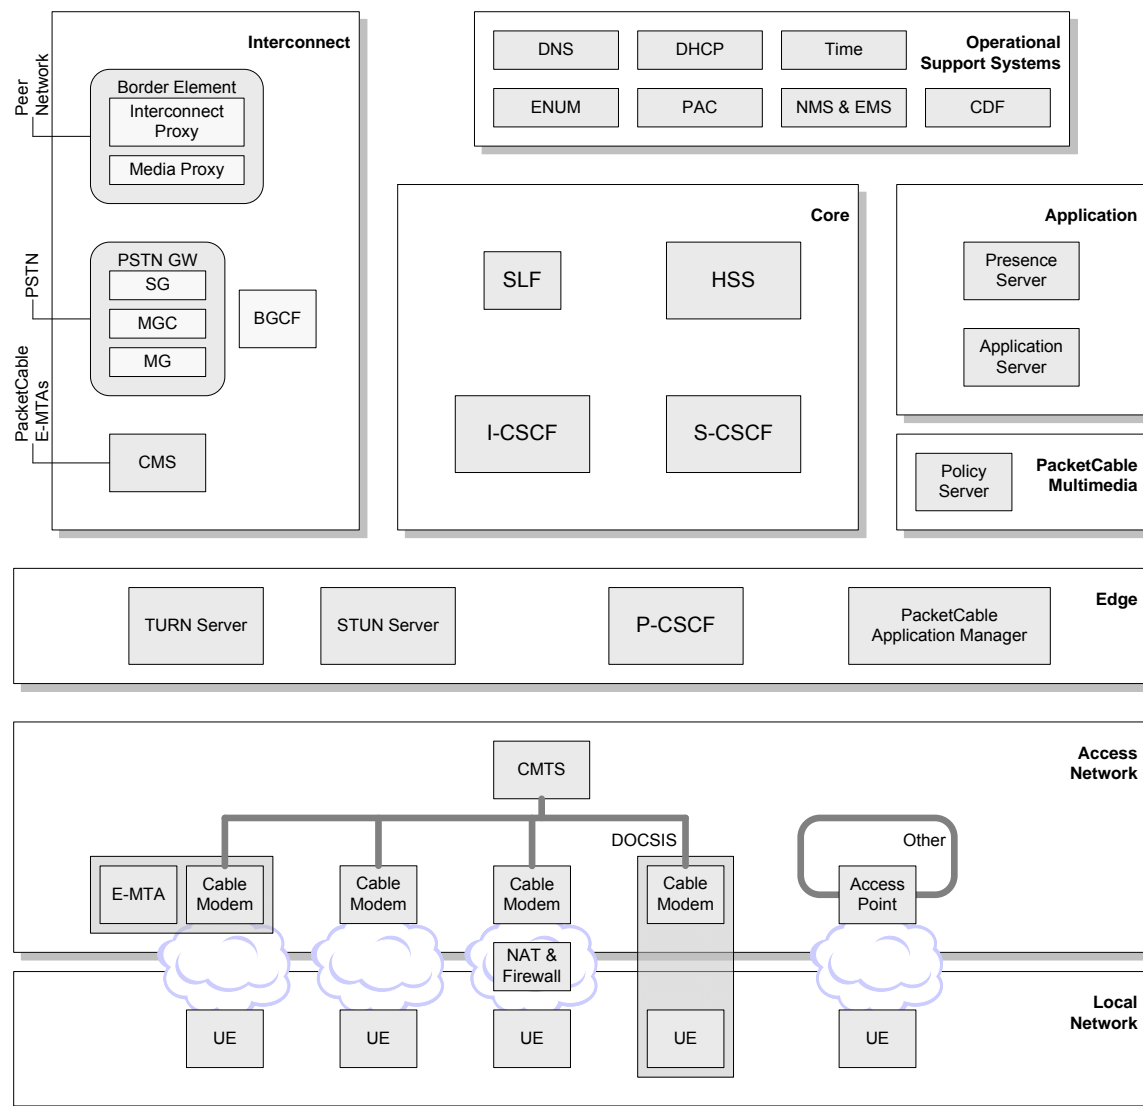 Interconnect
Peer
Network
Border Element
Interconnect
Proxy
Media Proxy
PSTN
PSTN GW
SG
MGC
MG
BGCF
PacketCable
E-MTAs
CMS
Operational
Support Systems
DNS
DHCP
Time
ENUM
PAC
NMS & EMS
CDF
Core
SLF
HSS
I-CSCF
S-CSCF
Application
Presence
Server
Application
Server
PacketCable
Multimedia
Policy
Server
Edge
TURN Server
STUN Server
P-CSCF
PacketCable
Application Manager
Access
Network
CMTS
DOCSIS
Other
E-MTA
Cable
Modem
Cable
Modem
Cable
Modem
Cable
Modem
Access
Point
NAT &
Firewall
Local
Network
UE
UE
UE
UE
UE